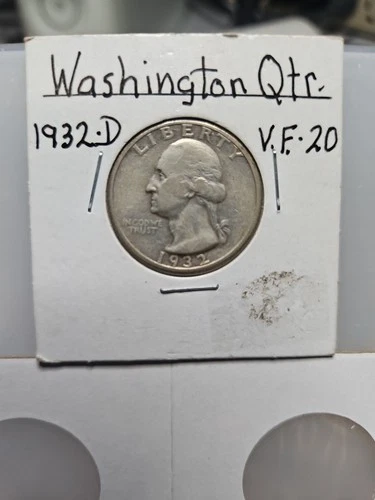 Washington Qtr.
1932.D
V.F.20
LIBERTY
IN GOD WE
TRUST
1932